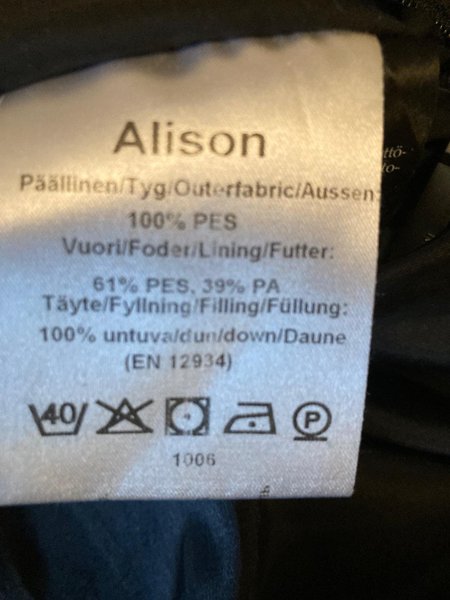 Alison
Päällinen/Tyg/Outerfabric/Aussen:
100% PES
Vuori/Foder/Lining/Futter:
61% PES, 39% PA
Täyte/Fyllning/Filling/Füllung:
100% untuva/dun/down/Daune
(EN 12934)
40
P
1006